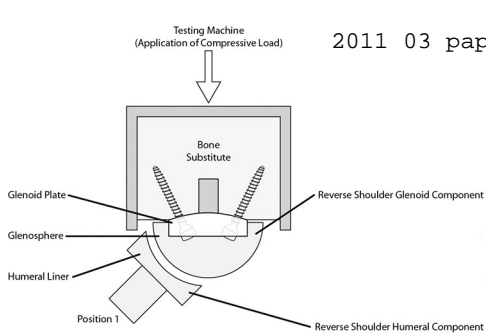 Testing Machine
(Application of Compressive Load)
2011 03 pap
Bone
Substitute
Glenoid Plate
Reverse Shoulder Glenoid Component
Glenosphere
Humeral Liner
Position 1
Reverse Shoulder Humeral Component